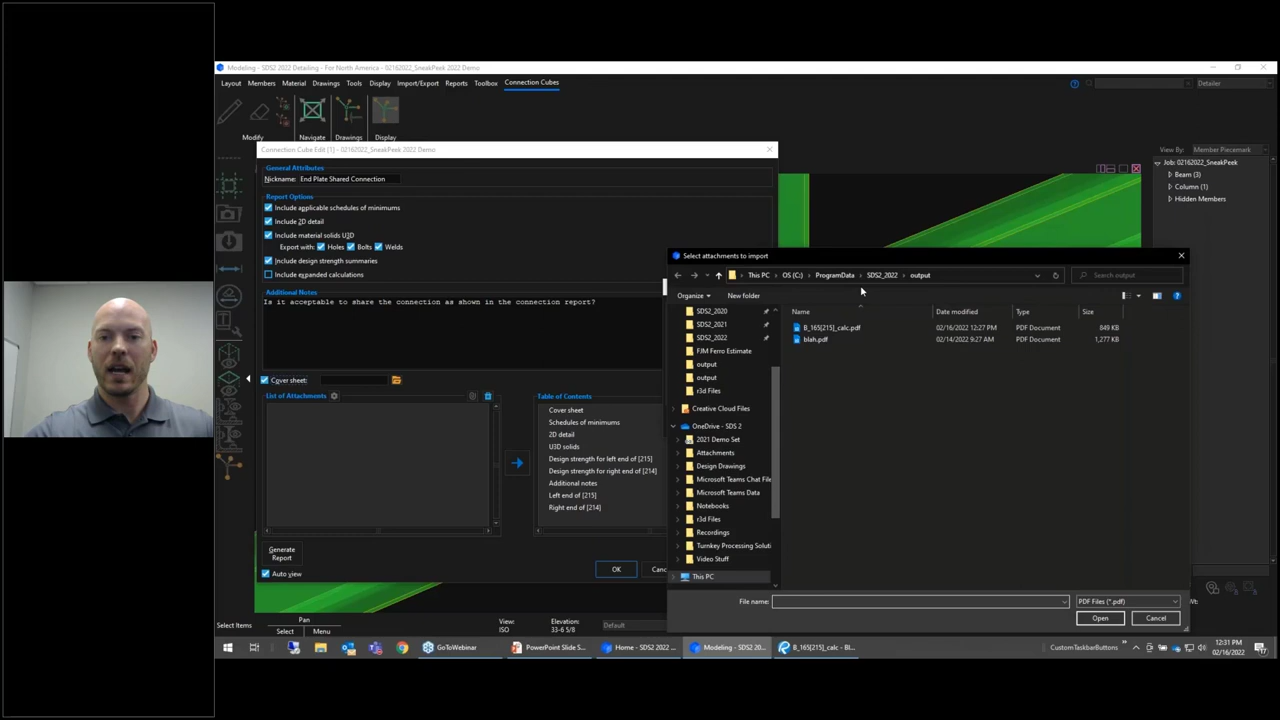 Modeling - SDS2 Detailing - For North America - 02162022_SneakPeek 2022 Demo
Layout Members Material Drawings Tools Display Import/Export Reports Toolbox Connection Cubes
Detailer
Modify Navigate Drawings Display
Connection Cube Edit [1] - 02162022_SneakPeek 2022 Demo
General Attributes
Nickname: End Plate Shared Connection
Report Options
Include applicable schedules of minimums
Include 2D detail
Include material solids U3D
Export with: Holes Bolts Welds
Include design strength summaries
Include expanded calculations
Additional Notes
Is it acceptable to share the connection as shown in the connection report?
Cover sheet:
List of Attachments
Table of Contents
Cover sheet
Schedules of minimums
2D detail
U3D solids
Design strength for left end of [215]
Design strength for right end of [214]
Additional notes
Left end of [215]
Right end of [214]
Generate
Report
Auto view
OK
Canc
View By: Member Piecemark
Job: 02162022_SneakPeek
Beam (3)
Column (1)
Hidden Members
Select attachments to import
This PC > OS (C:) > ProgramData > SDS2_2022 > output
Search output
Organize New folder
SDS2_2020
SDS2_2021
SDS2_2022
FJM Ferro Estimate
output
output
r3d Files
Creative Cloud Files
OneDrive - SDS 2
2021 Demo Set
Attachments
Design Drawings
Microsoft Teams Chat File
Microsoft Teams Data
Notebooks
r3d Files
Recordings
Turnkey Processing Soluti
Video Stuff
This PC
Name Date modified Type Size
B_165[215]_calc.pdf 02/16/2022 12:27 PM PDF Document 849 KB
blah.pdf 02/14/2022 9:27 AM PDF Document 1,277 KB
File name:
PDF Files (*.pdf)
Open Cancel
Select Items
Pan
Select Menu
View:
ISO
Elevation:
33-6 5/8
Default
GoToWebinar
PowerPoint Slide S...
Home - SDS2 2022 ...
Modeling - SDS2 20...
B_165[215]_calc - Bl...
CustomTaskbarButtons
12:31 PM
02/16/2022